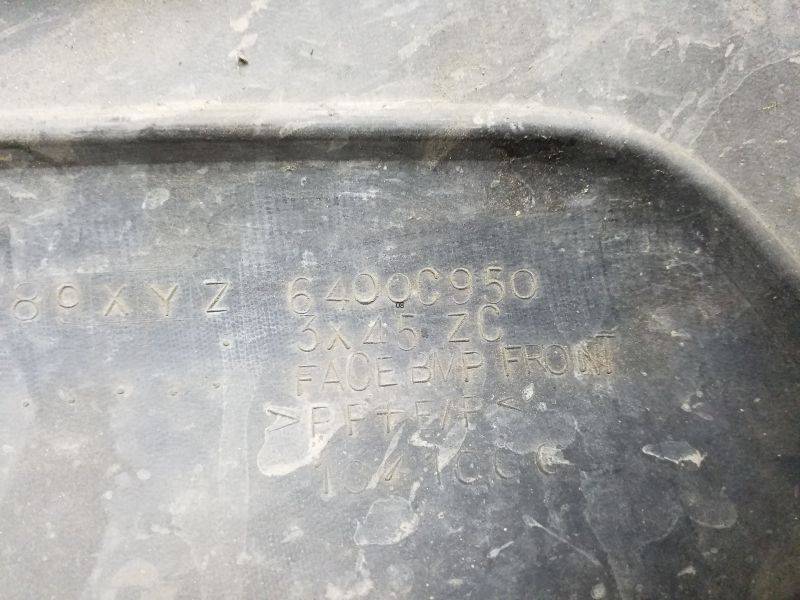 89XYZ 6400C950
3x45 ZC
FACE BMP FRONT
>PP+E/P<